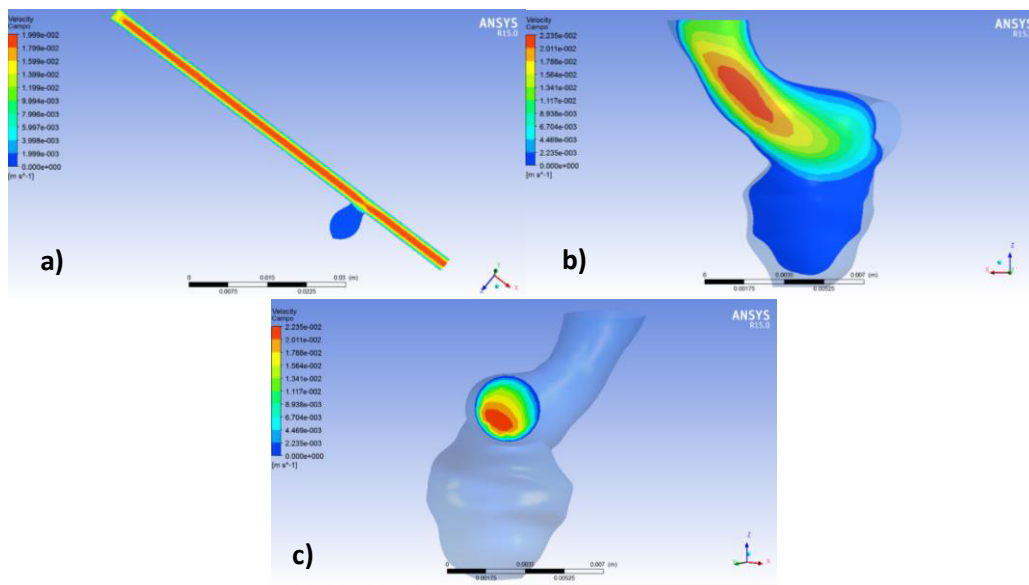 Velocity
Campo
1.999e-002
1.799e-002
1.599e-002
1.399e-002
1.199e-002
9.994e-003
7.996e-003
5.997e-003
3.998e-003
1.999e-003
0.000e+000
[m s^-1]
ANSYS
R15.0
a)
0 0.015 0.03 (m)
0.0075 0.0225
Y
Z X
Velocity
Campo
2.235e-002
2.011e-002
1.788e-002
1.564e-002
1.341e-002
1.117e-002
8.938e-003
6.704e-003
4.469e-003
2.235e-003
0.000e+000
[m s^-1]
ANSYS
R15.0
b)
0 0.0035 0.007 (m)
0.00175 0.00525
Z
X
Velocity
Campo
2.235e-002
2.011e-002
1.788e-002
1.564e-002
1.341e-002
1.117e-002
8.938e-003
6.704e-003
4.469e-003
2.235e-003
0.000e+000
[m s^-1]
ANSYS
R15.0
c)
0 0.0035 0.007 (m)
0.00175 0.00525
Z
X